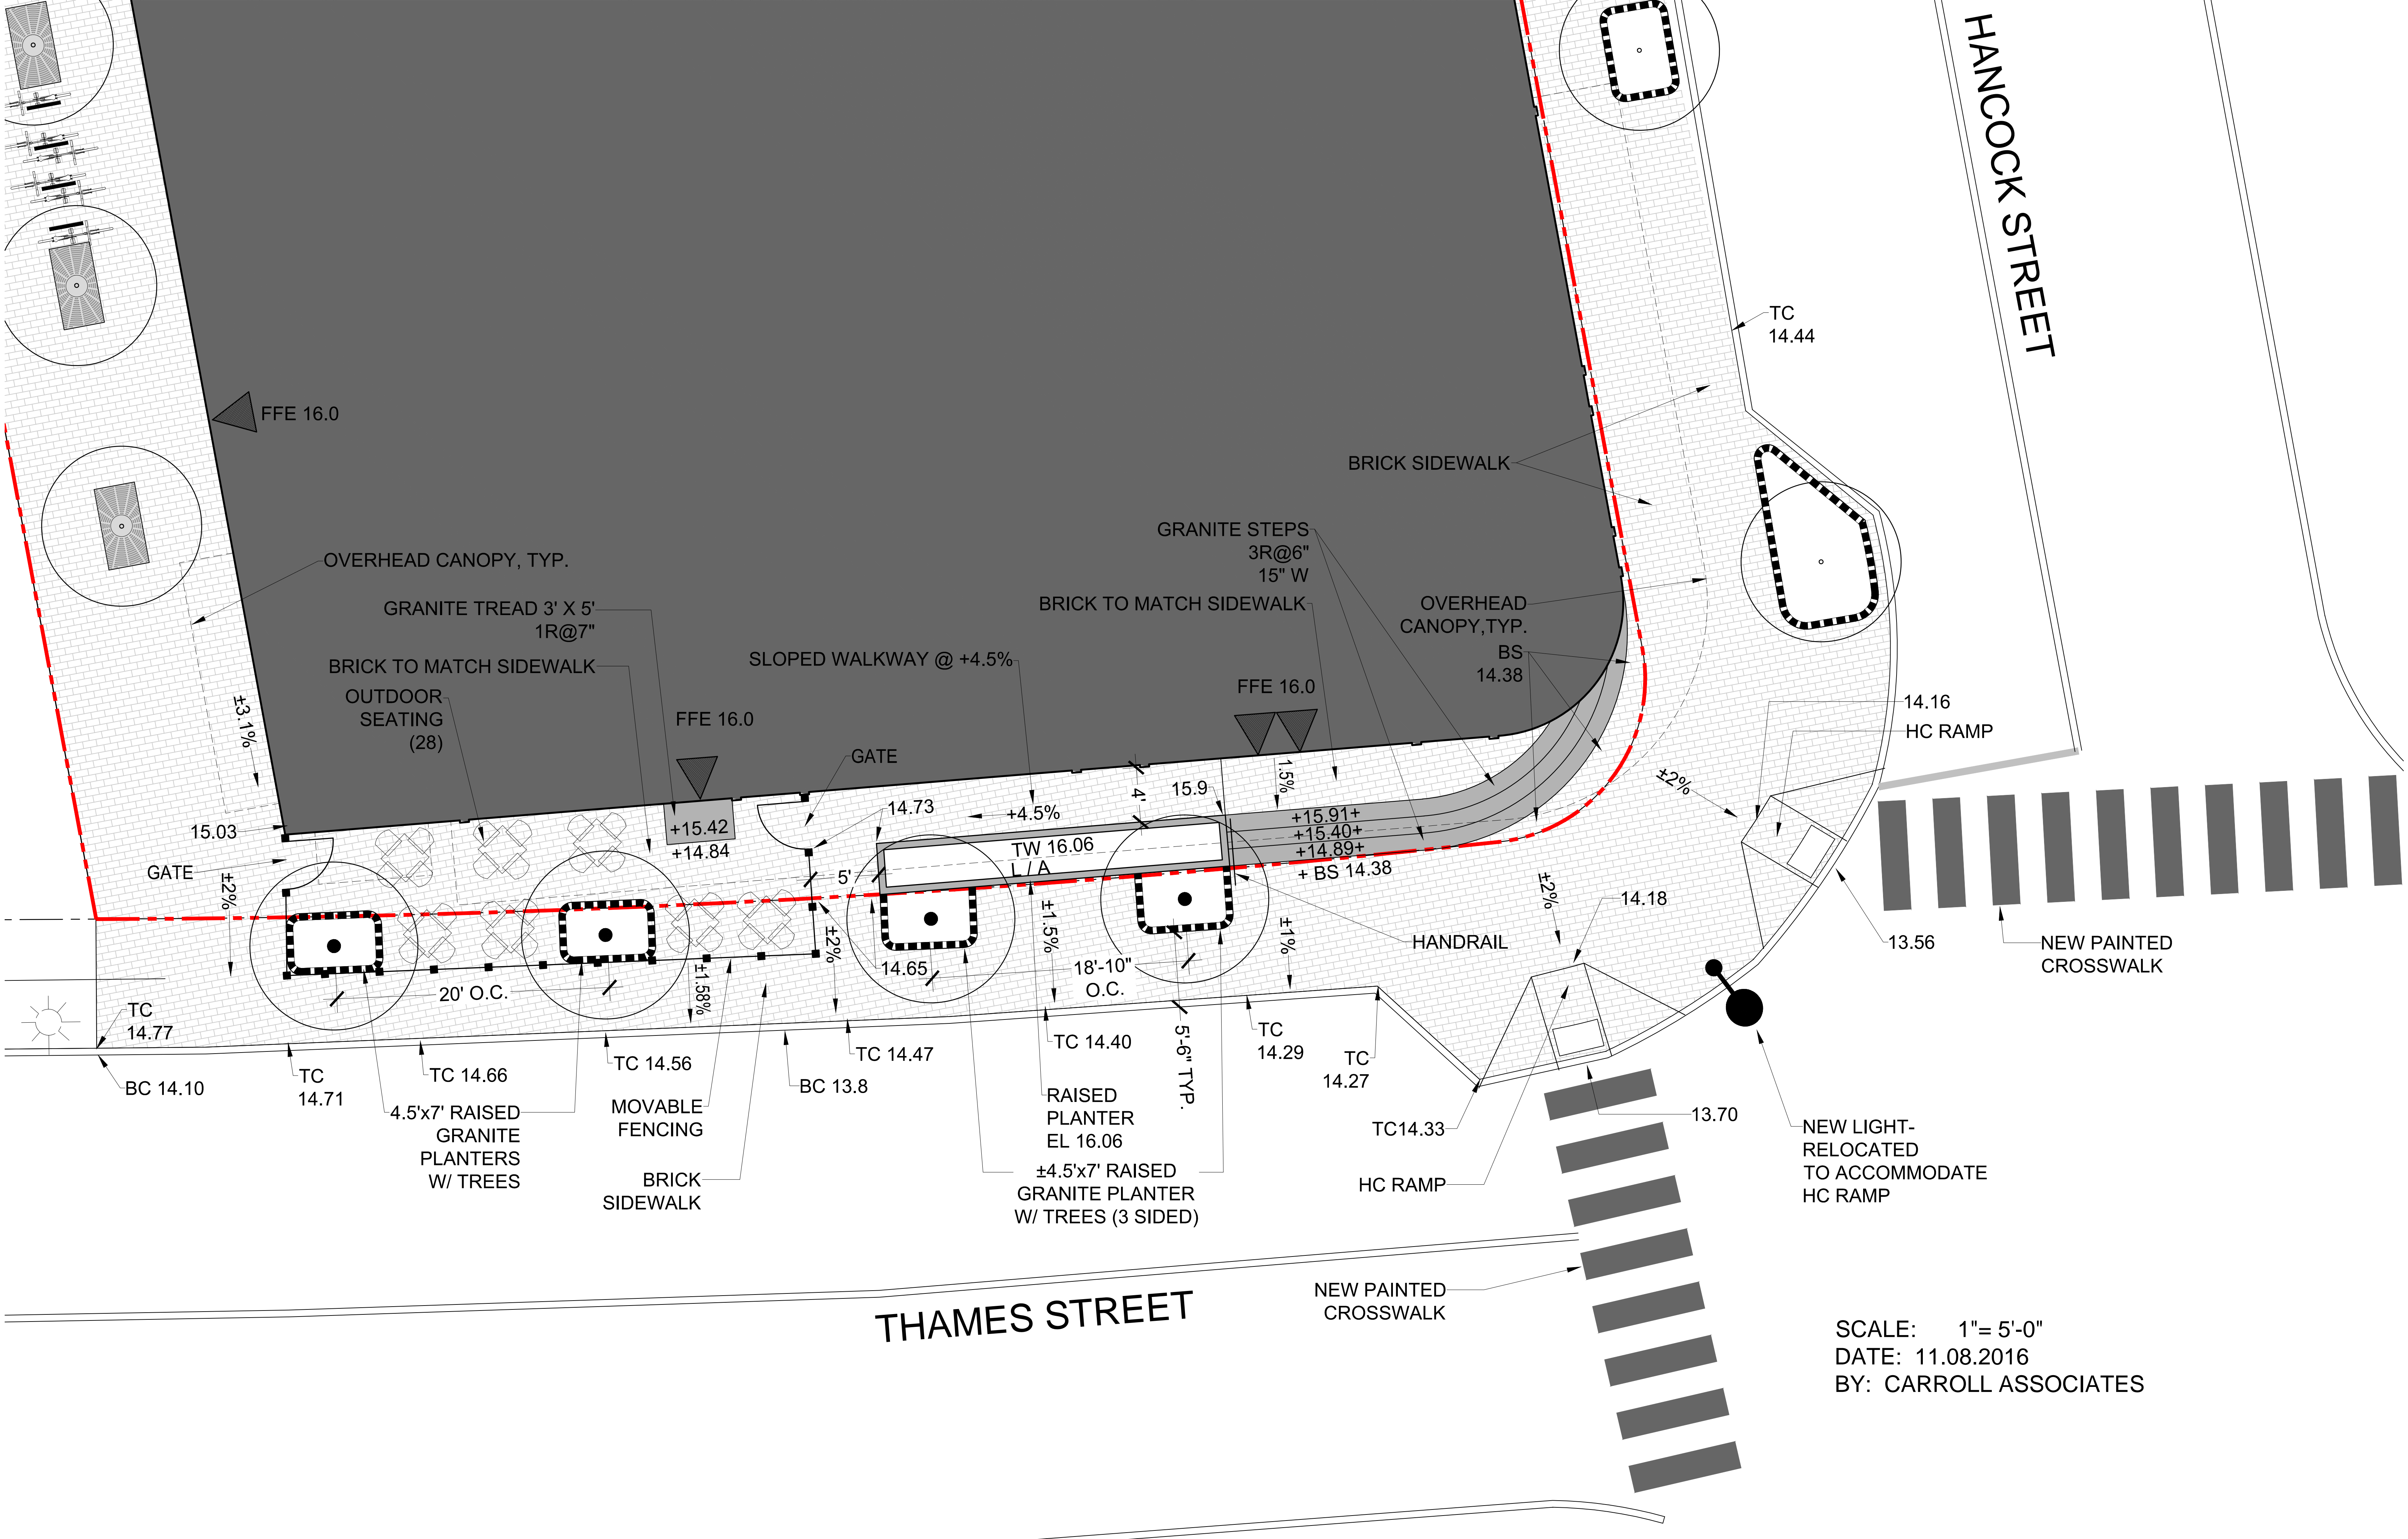 HANCOCK STREET
TC
14.44
FFE 16.0
BRICK SIDEWALK
GRANITE STEPS
3R@6"
15" W
OVERHEAD CANOPY, TYP.
GRANITE TREAD 3' X 5'
1R@7"
BRICK TO MATCH SIDEWALK
OVERHEAD
CANOPY,TYP.
BS
14.38
BRICK TO MATCH SIDEWALK
SLOPED WALKWAY @ +4.5%
OUTDOOR
SEATING
(28)
FFE 16.0
FFE 16.0
±3.1%
GATE
14.16
HC RAMP
±2%
1.5%
15.9
4'
14.73
+4.5%
15.03
+15.42
+14.84
+15.91+
+15.40+
+14.89+
+ BS 14.38
TW 16.06
L / A
GATE
±2%
5'
±2%
14.18
±1.5%
±1%
±2%
HANDRAIL
13.56
NEW PAINTED
CROSSWALK
14.65
18'-10"
O.C.
±1.58%
20' O.C.
TC
14.77
TC
14.29
TC 14.40
TC 14.47
TC 14.56
TC
14.27
5'-6" TYP.
TC 14.66
TC
14.71
BC 14.10
BC 13.8
4.5'x7' RAISED
GRANITE
PLANTERS
W/ TREES
MOVABLE
FENCING
RAISED
PLANTER
EL 16.06
13.70
TC14.33
NEW LIGHT-
RELOCATED
TO ACCOMMODATE
HC RAMP
BRICK
SIDEWALK
±4.5'x7' RAISED
GRANITE PLANTER
W/ TREES (3 SIDED)
HC RAMP
NEW PAINTED
CROSSWALK
THAMES STREET
SCALE: 1"= 5'-0"
DATE: 11.08.2016
BY: CARROLL ASSOCIATES